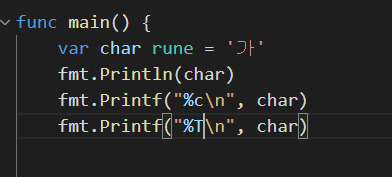 func main() {
    var char rune = '가'
    fmt.Println(char)
    fmt.Printf("%c\n", char)
    fmt.Printf("%T\n", char)